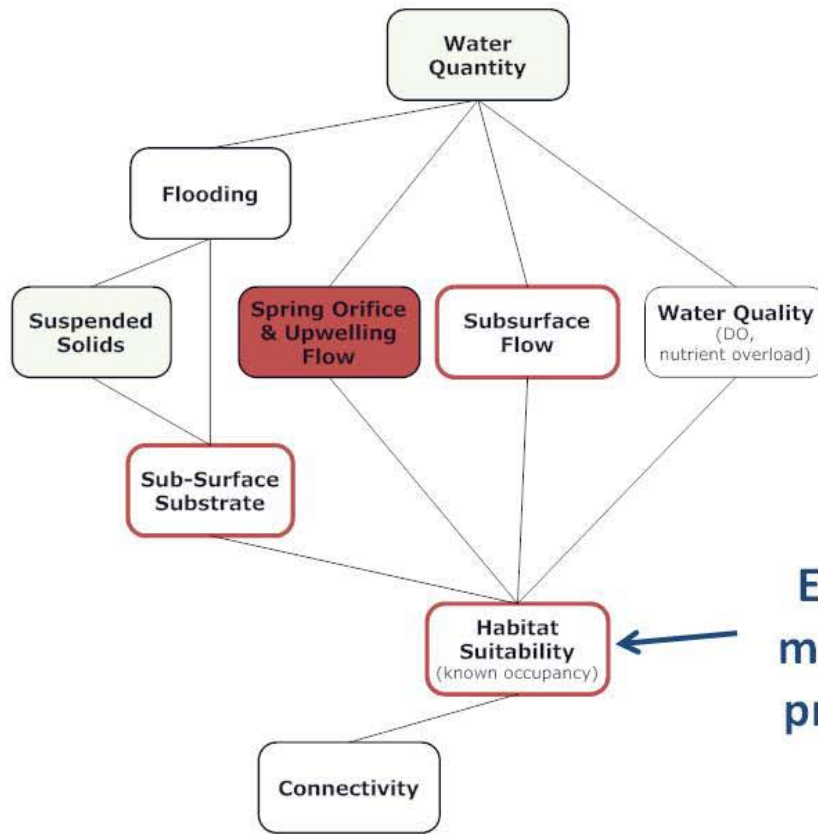 Water
Quantity
Flooding
Suspended
Solids
Spring Orifice
& Upwelling
Flow
Subsurface
Flow
Water Quality
(DO,
nutrient overload)
Sub-Surface
Substrate
Habitat
Suitability
(known occupancy)
Connectivity